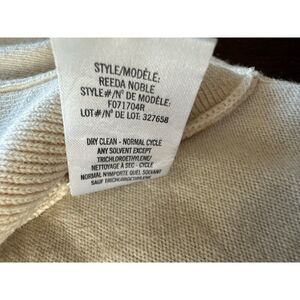 STYLE/MODÈLE:
REEDA NOBLE
STYLE#/N° DE MODÈLE:
F071704R
LOT#/N° DE LOT: 327658
DRY CLEAN - NORMAL CYCLE
ANY SOLVENT EXCEPT
TRICHLOROETHYLENE/
NETTOYAGE À SEC - CYCLE
NORMAL N'IMPORTE QUEL SOLVANT
SAUF TRICHLOROETHYLENE